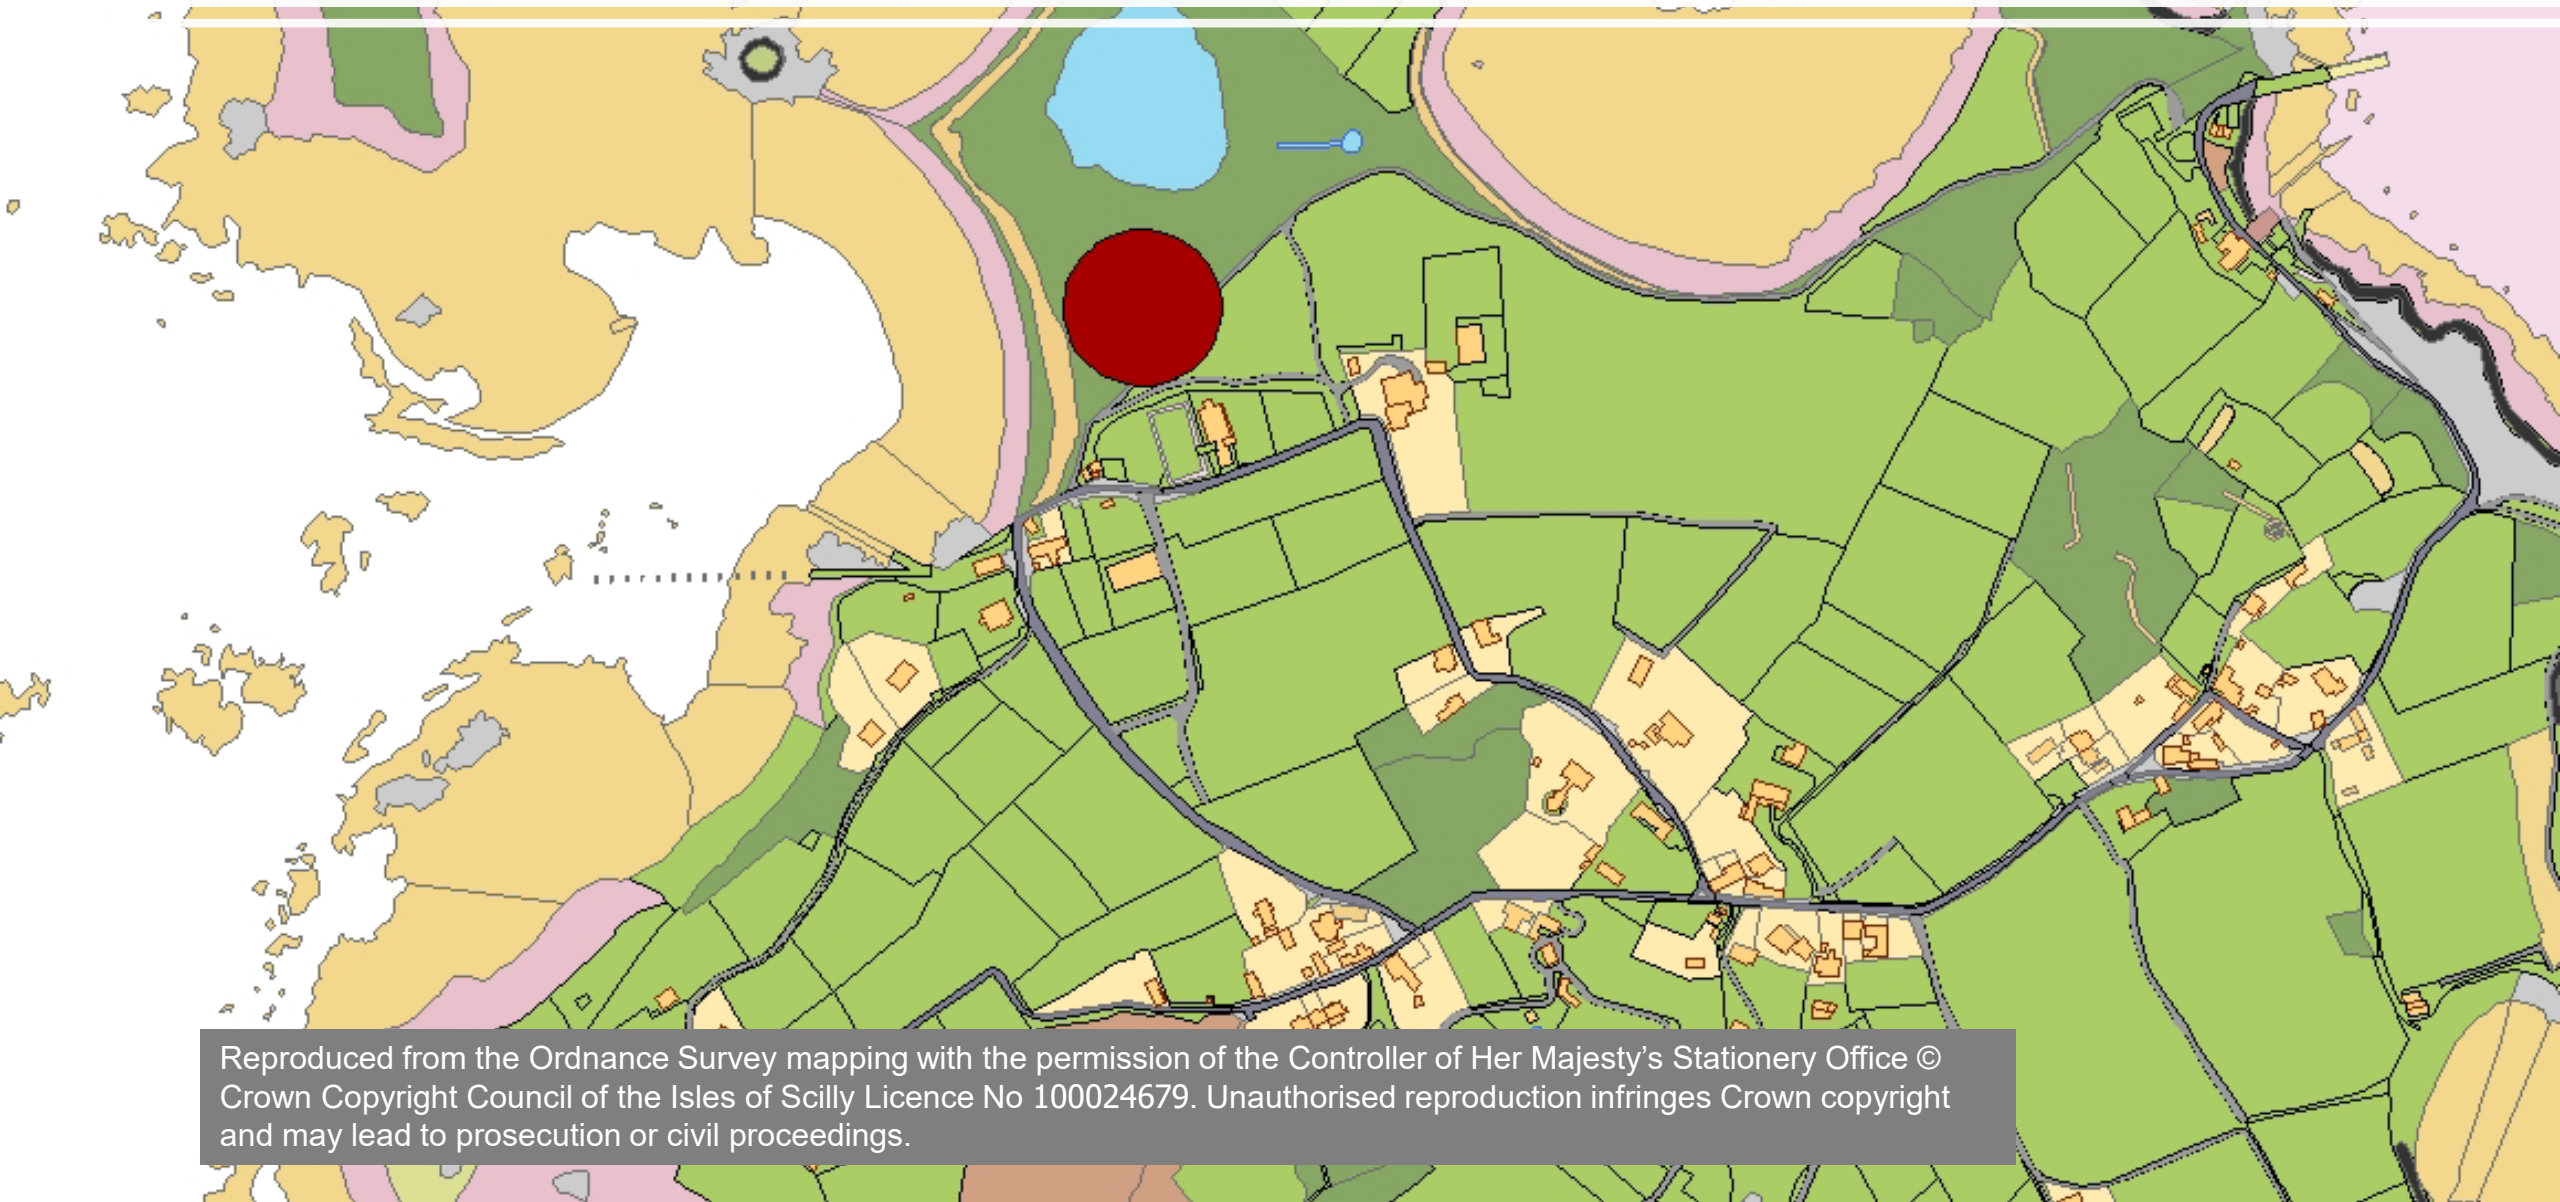 Reproduced from the Ordnance Survey mapping with the permission of the Controller of Her Majesty’s Stationery Office ©
Crown Copyright Council of the Isles of Scilly Licence No 100024679. Unauthorised reproduction infringes Crown copyright
and may lead to prosecution or civil proceedings.